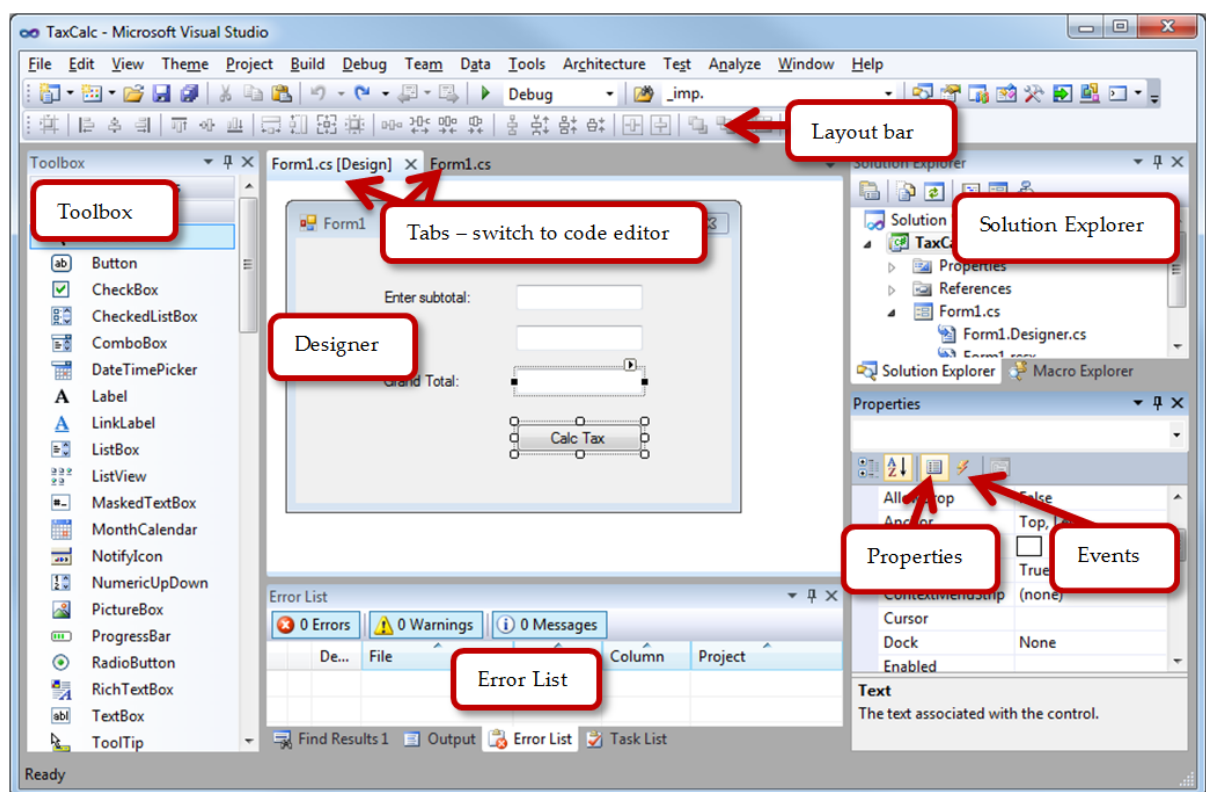 TaxCalc - Microsoft Visual Studio
File Edit View Theme Project Build Debug Team Data Tools Architecture Test Analyze Window Help
Debug _imp.
Layout bar
Toolbox
Toolbox
Button
CheckBox
CheckedListBox
ComboBox
DateTimePicker
Label
LinkLabel
ListBox
ListView
MaskedTextBox
MonthCalendar
NotifyIcon
NumericUpDown
PictureBox
ProgressBar
RadioButton
RichTextBox
TextBox
ToolTip
Form1.cs [Design] Form1.cs
Tabs – switch to code editor
Form1
Enter subtotal:
Designer
Grand Total:
Calc Tax
Error List
0 Errors 0 Warnings 0 Messages
De... File Column Project
Error List
Find Results 1 Output Error List Task List
Solution Explorer
Solution Explorer
Solution
Properties
References
Form1.cs
Form1.Designer.cs
Form1.resx
Solution Explorer Macro Explorer
Properties
AllowDrop False
Anchor Top,
Properties
Events
True
ContextMenuStrip (none)
Cursor
Dock None
Enabled
Text
The text associated with the control.
Ready